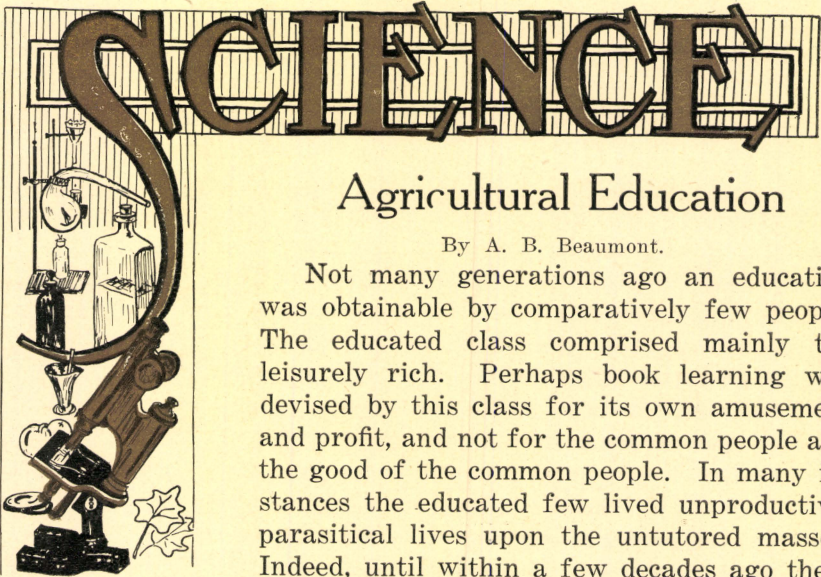 SCIENCE
Agricultural Education
By A. B. Beaumont.
Not many generations ago an educati
was obtainable by comparatively few peop
The educated class comprised mainly t
leisurely rich. Perhaps book learning w
devised by this class for its own amuseme
and profit, and not for the common people a
the good of the common people. In many
stances the educated few lived unproducti
parasitical lives upon the untutored mass
Indeed, until within a few decades ago the